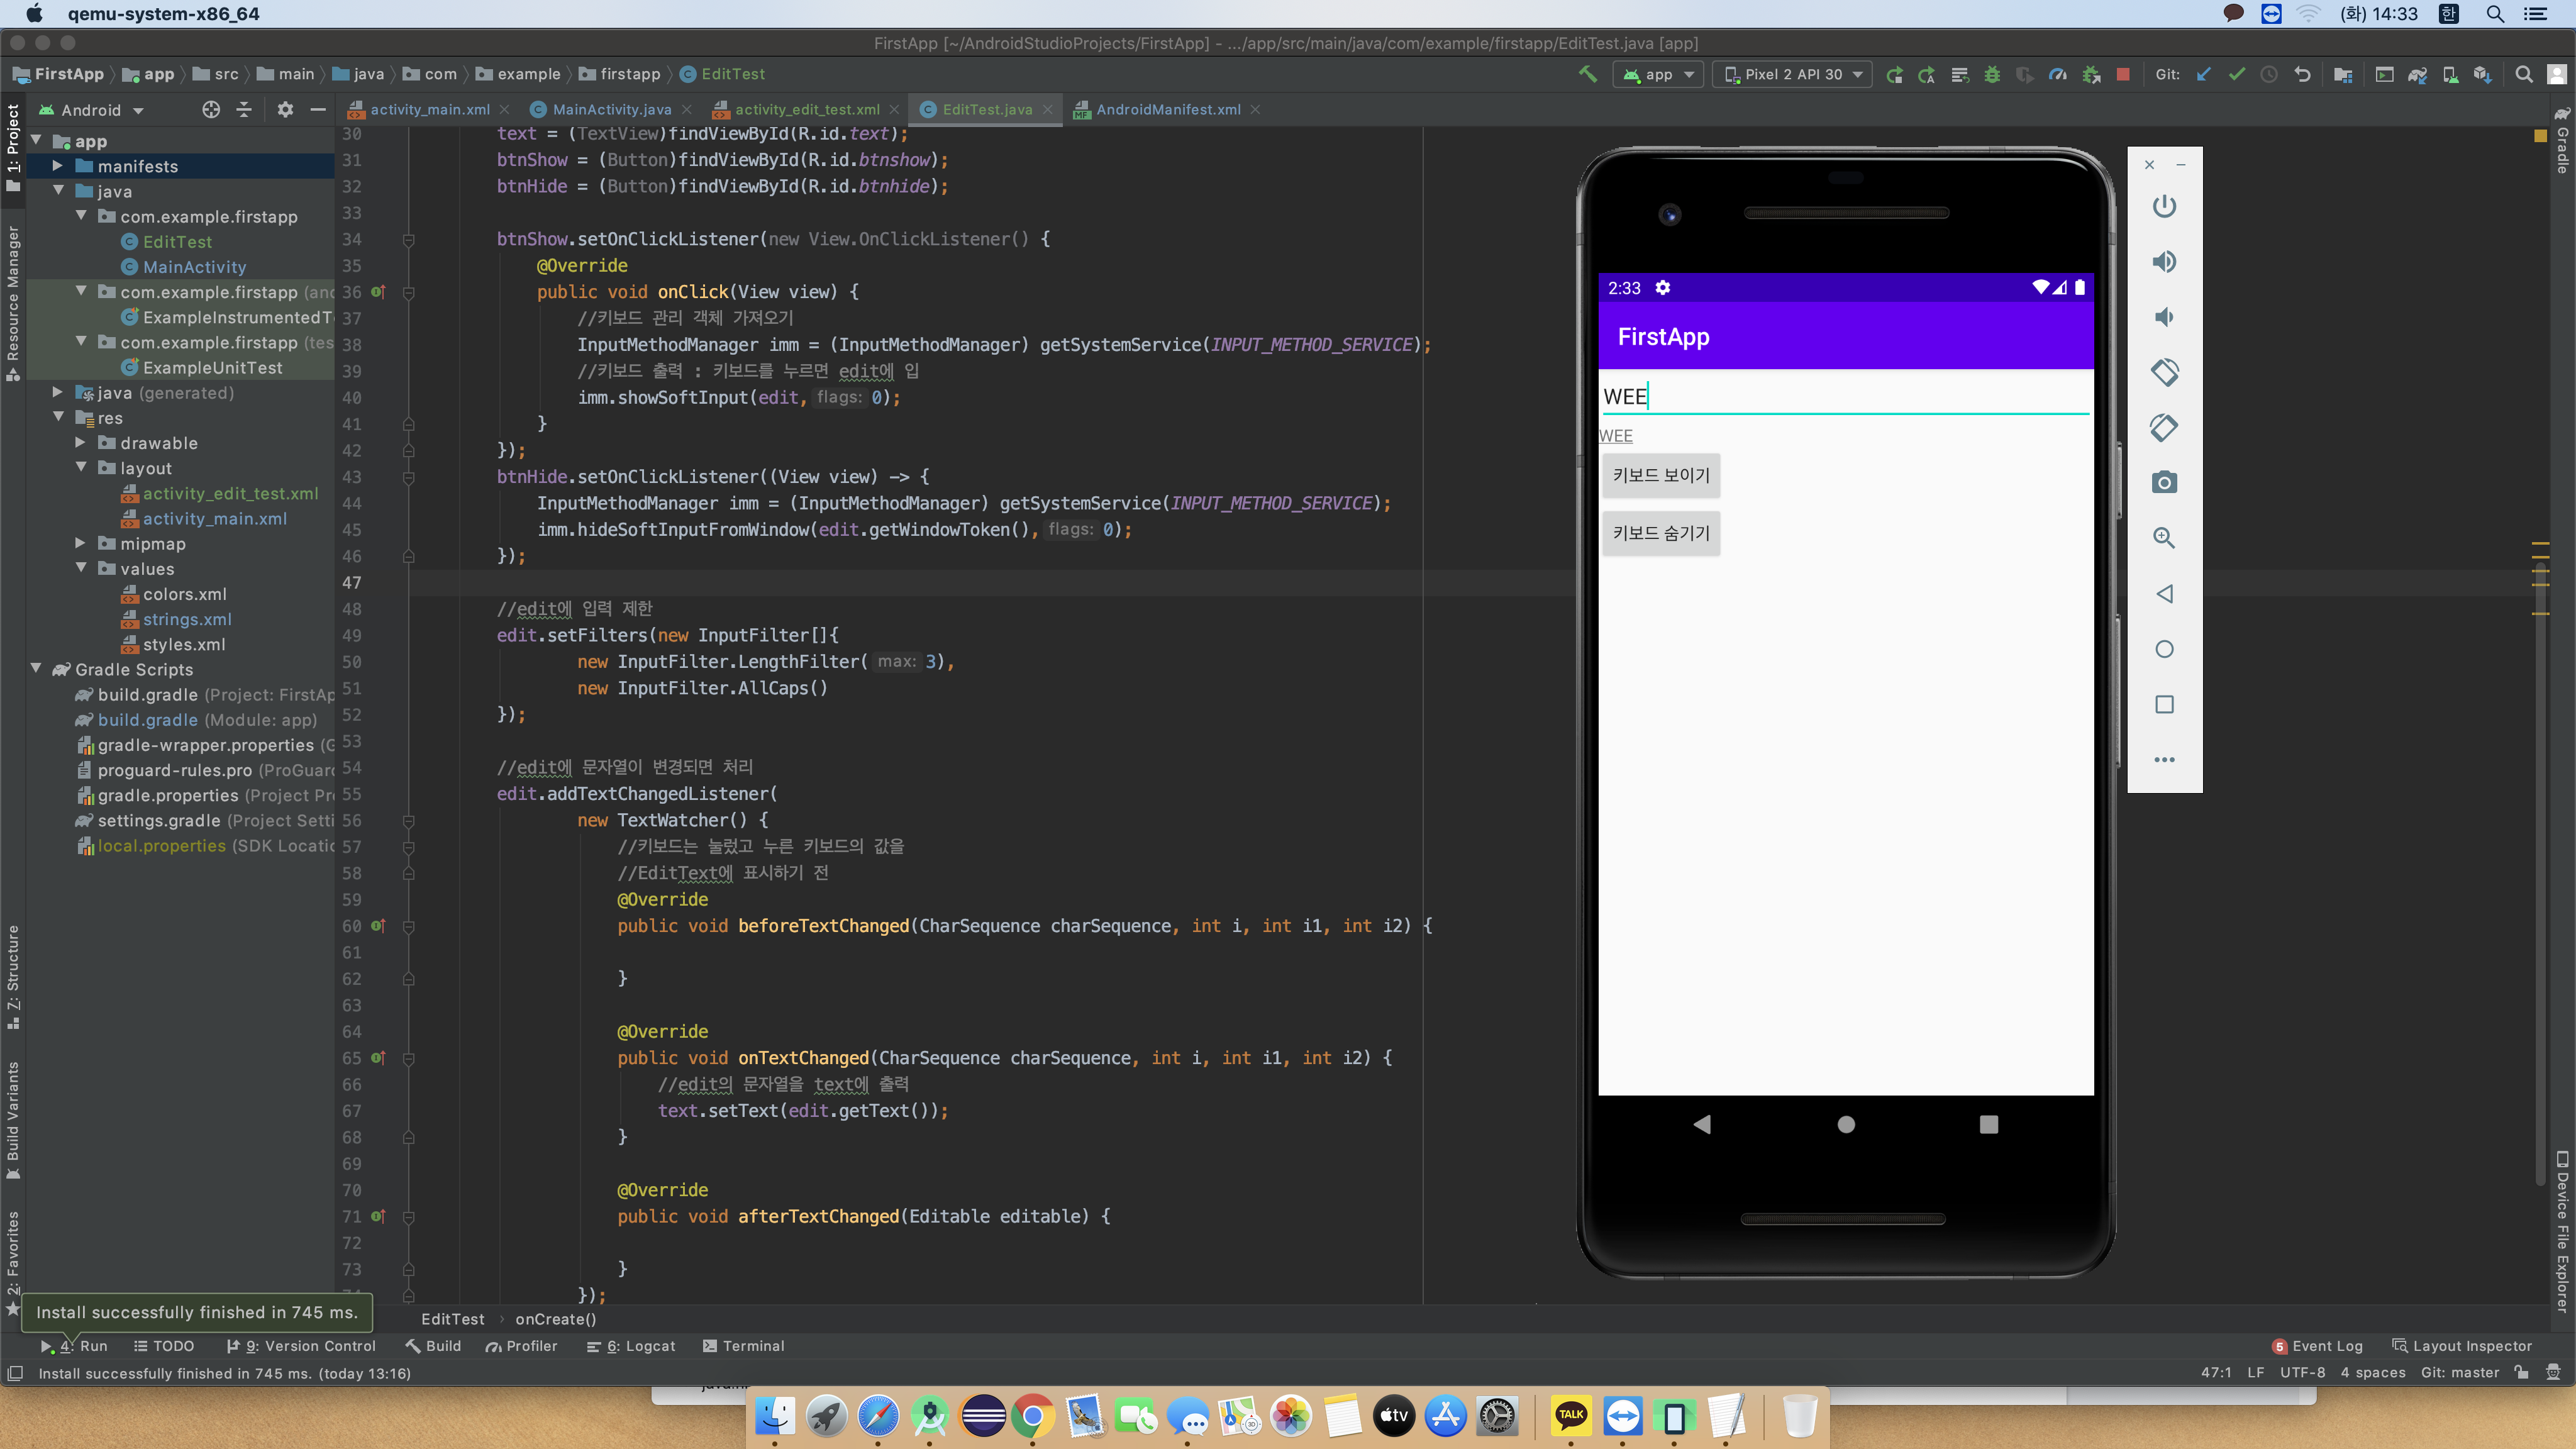 qemu-system-x86_64
(화) 14:33
한
FirstApp [~/AndroidStudioProjects/FirstApp] - .../app/src/main/java/com/example/firstapp/EditTest.java [app]
FirstApp app src main java com example firstapp EditTest
app
Pixel 2 API 30
Git:
Android
activity_main.xml
MainActivity.java
activity_edit_test.xml
EditTest.java
AndroidManifest.xml
1: Project
Resource Manager
7: Structure
Build Variants
2: Favorites
Gradle
Device File Explorer
app
manifests
java
com.example.firstapp
EditTest
MainActivity
com.example.firstapp (and
ExampleInstrumentedT
com.example.firstapp (tes
ExampleUnitTest
java (generated)
res
drawable
layout
activity_edit_test.xml
activity_main.xml
mipmap
values
colors.xml
strings.xml
styles.xml
Gradle Scripts
build.gradle (Project: FirstAp
build.gradle (Module: app)
gradle-wrapper.properties (G
proguard-rules.pro (ProGuard
gradle.properties (Project Pr
settings.gradle (Project Setti
local.properties (SDK Locatio
30 text = (TextView)findViewById(R.id.text);
31 btnShow = (Button)findViewById(R.id.btnshow);
32 btnHide = (Button)findViewById(R.id.btnhide);
33
34 btnShow.setOnClickListener(new View.OnClickListener() {
35 @Override
36 public void onClick(View view) {
37 //키보드 관리 객체 가져오기
38 InputMethodManager imm = (InputMethodManager) getSystemService(INPUT_METHOD_SERVICE);
39 //키보드 출력 : 키보드를 누르면 edit에 입
40 imm.showSoftInput(edit, flags: 0);
41 }
42 });
43 btnHide.setOnClickListener((View view) -> {
44 InputMethodManager imm = (InputMethodManager) getSystemService(INPUT_METHOD_SERVICE);
45 imm.hideSoftInputFromWindow(edit.getWindowToken(), flags: 0);
46 });
47
48 //edit에 입력 제한
49 edit.setFilters(new InputFilter[]{
50 new InputFilter.LengthFilter( max: 3),
51 new InputFilter.AllCaps()
52 });
53
54 //edit에 문자열이 변경되면 처리
55 edit.addTextChangedListener(
56 new TextWatcher() {
57 //키보드는 눌렀고 누른 키보드의 값을
58 //EditText에 표시하기 전
59 @Override
60 public void beforeTextChanged(CharSequence charSequence, int i, int i1, int i2) {
61
62 }
63
64 @Override
65 public void onTextChanged(CharSequence charSequence, int i, int i1, int i2) {
66 //edit의 문자열을 text에 출력
67 text.setText(edit.getText());
68 }
69
70 @Override
71 public void afterTextChanged(Editable editable) {
72
73 }
});
EditTest onCreate()
2:33
FirstApp
WEE
WEE
키보드 보이기
키보드 숨기기
Install successfully finished in 745 ms.
4: Run TODO 9: Version Control Build Profiler 6: Logcat Terminal
5 Event Log Layout Inspector
Install successfully finished in 745 ms. (today 13:16)
47:1 LF UTF-8 4 spaces Git: master
tv
TALK